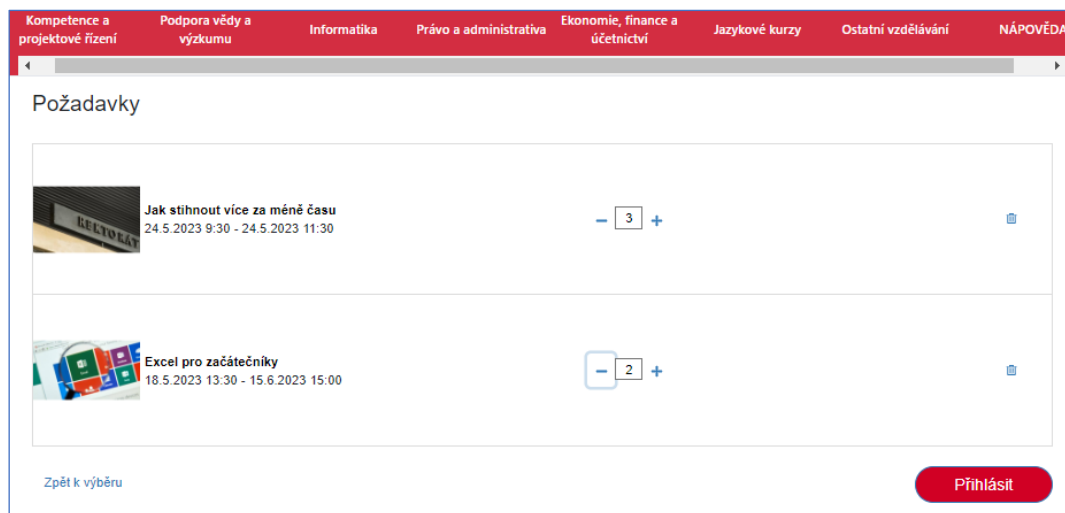 Kompetence a
projektové řízení
Podpora vědy a
výzkumu
Informatika
Právo a administrativa
Ekonomie, finance a
účetnictví
Jazykové kurzy
Ostatní vzdělávání
NÁPOVĚDA
Požadavky
REKTORÁT
Jak stihnout více za méně času
24.5.2023 9:30 - 24.5.2023 11:30
3
Excel pro začátečníky
18.5.2023 13:30 - 15.6.2023 15:00
2
Zpět k výběru
Přihlásit